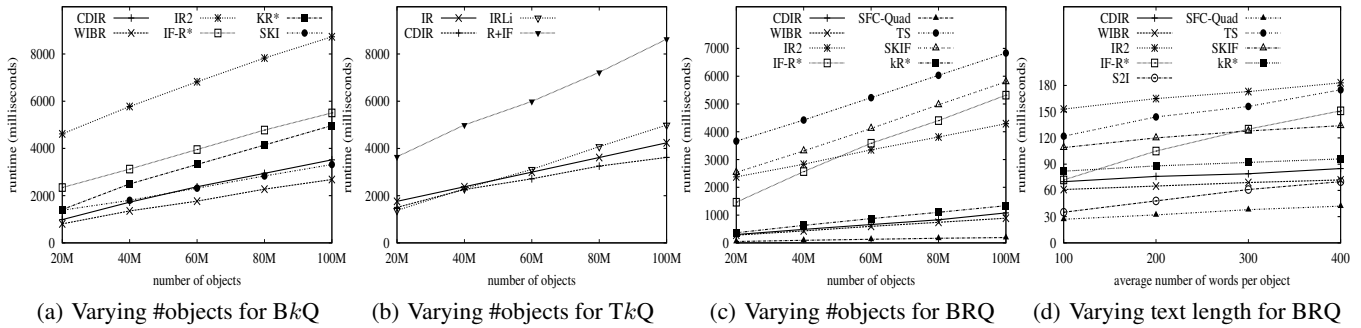 CDIR IR2 KR*
WIBR IF-R* SKI
8000
6000
4000
2000
0
runtime (milliseconds)
20M 40M 60M 80M 100M
number of objects
(a) Varying #objects for BkQ
IR IRLi
CDIR R+IF
8000
6000
4000
2000
0
runtime (milliseconds)
20M 40M 60M 80M 100M
number of objects
(b) Varying #objects for TkQ
CDIR SFC-Quad
WIBR TS
IR2 SKIF
IF-R* kR*
7000
6000
5000
4000
3000
2000
1000
0
runtime (milliseconds)
20M 40M 60M 80M 100M
number of objects
(c) Varying #objects for BRQ
CDIR SFC-Quad
WIBR TS
IR2 SKIF
IF-R* kR*
S2I
180
150
120
90
60
30
0
runtime (milliseconds)
100 200 300 400
average number of words per object
(d) Varying text length for BRQ